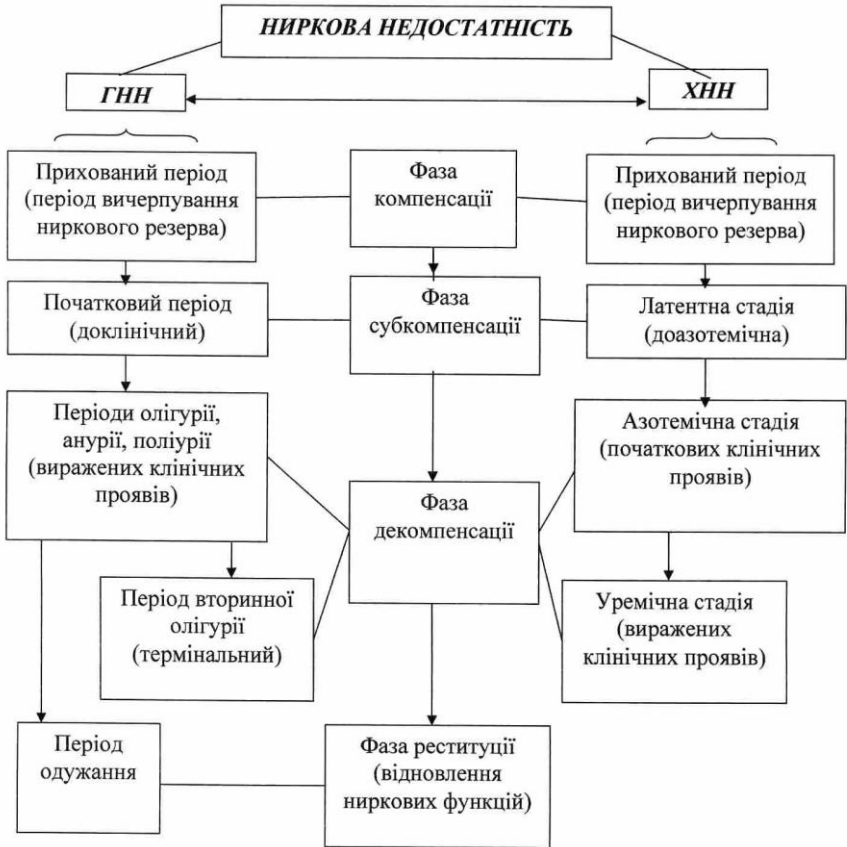 НИРКОВА НЕДОСТАТНІСТЬ
ГНН
ХНН
Прихований період
(період вичерпування
ниркового резерва)
Фаза
компенсації
Прихований період
(період вичерпування
ниркового резерва)
Початковий період
(доклінічний)
Фаза
субкомпенсації
Латентна стадія
(доазотемічна)
Періоди олігурії,
анурії, поліурії
(виражених клінічних
проявів)
Азотемічна стадія
(початкових клінічних
проявів)
Фаза
декомпенсації
Період вторинної
олігурії
(термінальний)
Уремічна стадія
(виражених
клінічних проявів)
Період
одужання
Фаза реституції
(відновлення
ниркових функцій)